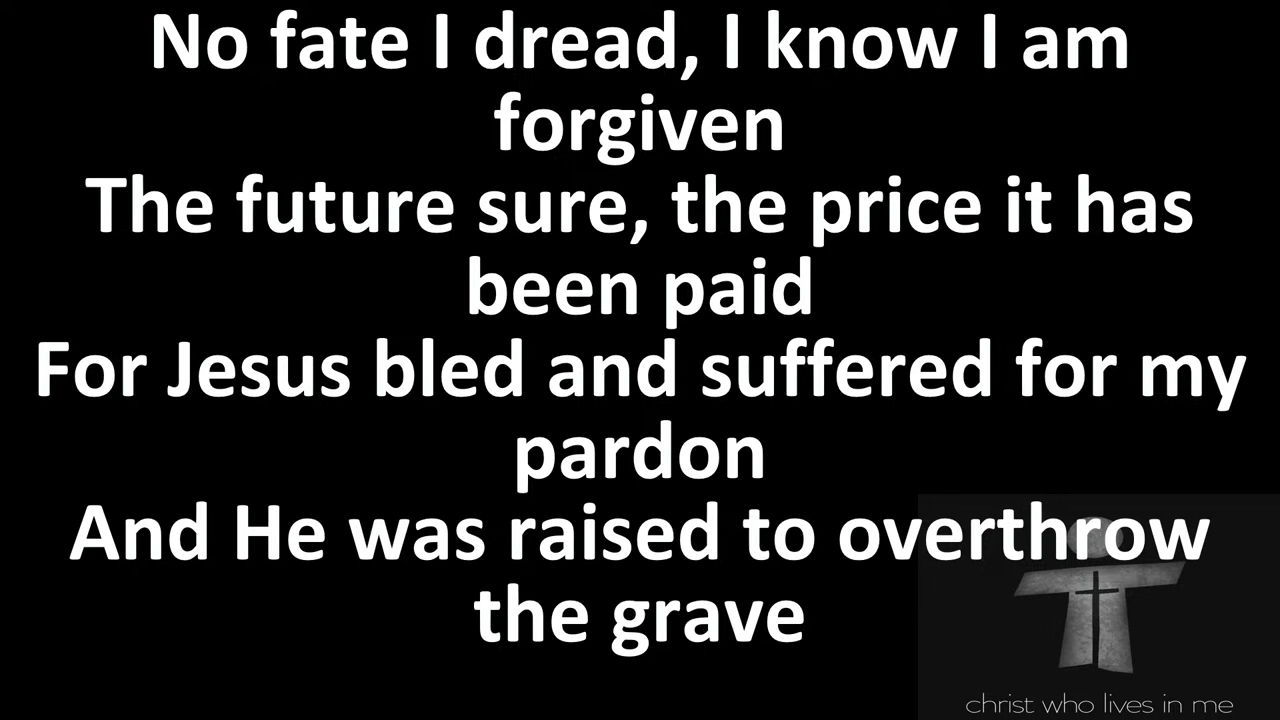 No fate I dread, I know I am
forgiven
The future sure, the price it has
been paid
For Jesus bled and suffered for my
pardon
And He was raised to overthrow
the grave
christ who lives in me